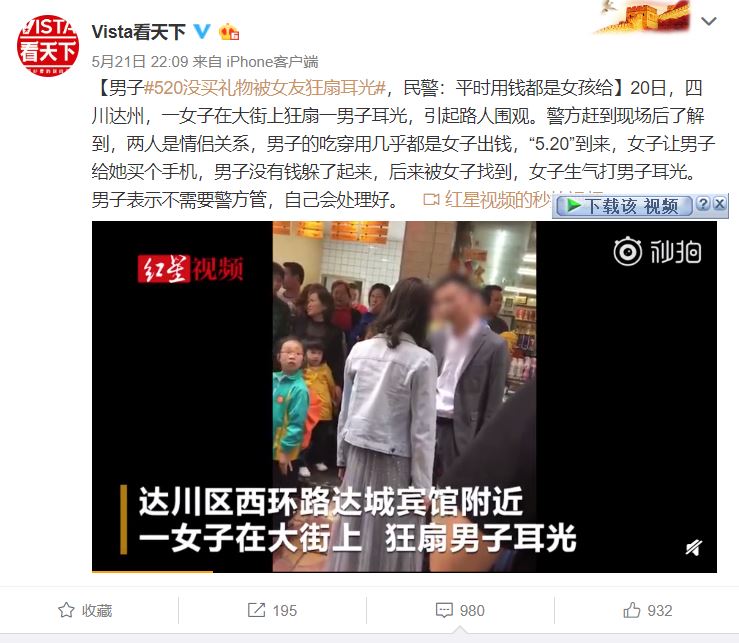 VISTA
看天下
Vista看天下
5月21日 22:09 来自 iPhone客户端
【男子#520没买礼物被女友狂扇耳光#，民警：平时用钱都是女孩给】20日，四
川达州，一女子在大街上狂扇一男子耳光，引起路人围观。警方赶到现场后了解
到，两人是情侣关系，男子的吃穿用几乎都是女子出钱，“5.20”到来，女子让男子
给她买个手机，男子没有钱躲了起来，后来被女子找到，女子生气打男子耳光。
男子表示不需要警方管，自己会处理好。 红星视频的秒拍视频
下载该 视频
红星视频
秒拍
达川区西环路达城宾馆附近
一女子在大街上 狂扇男子耳光
收藏
195
980
932